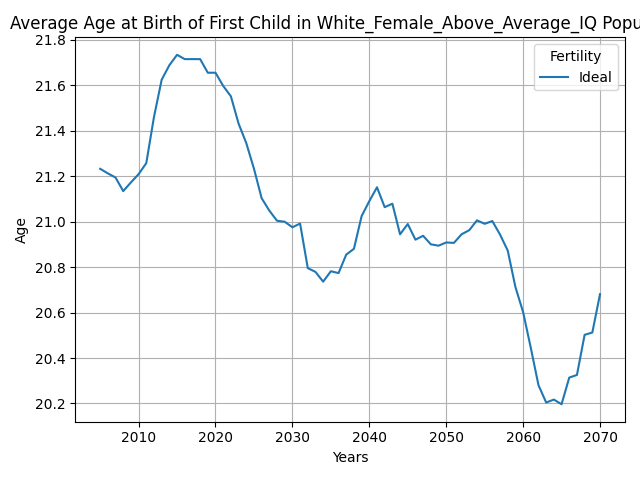 Average Age at Birth of First Child in White_Female_Above_Average_IQ Popu
21.8
21.6
21.4
21.2
21.0
20.8
20.6
20.4
20.2
Age
Fertility
Ideal
2010 2020 2030 2040 2050 2060 2070
Years